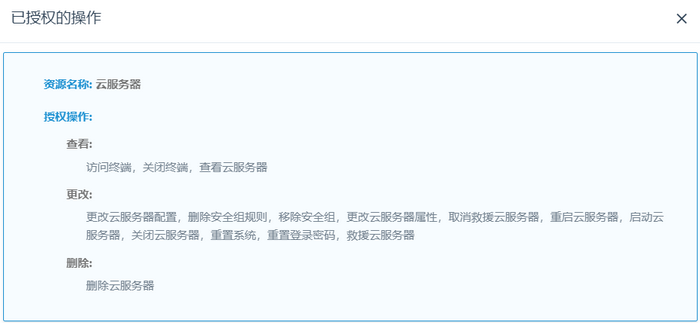 已授权的操作
资源名称: 云服务器
授权操作:
查看:
访问终端，关闭终端，查看云服务器
更改:
更改云服务器配置，删除安全组规则，移除安全组，更改云服务器属性，取消救援云服务器，重启云服务器，启动云
服务器，关闭云服务器，重置系统，重置登录密码，救援云服务器
删除:
删除云服务器